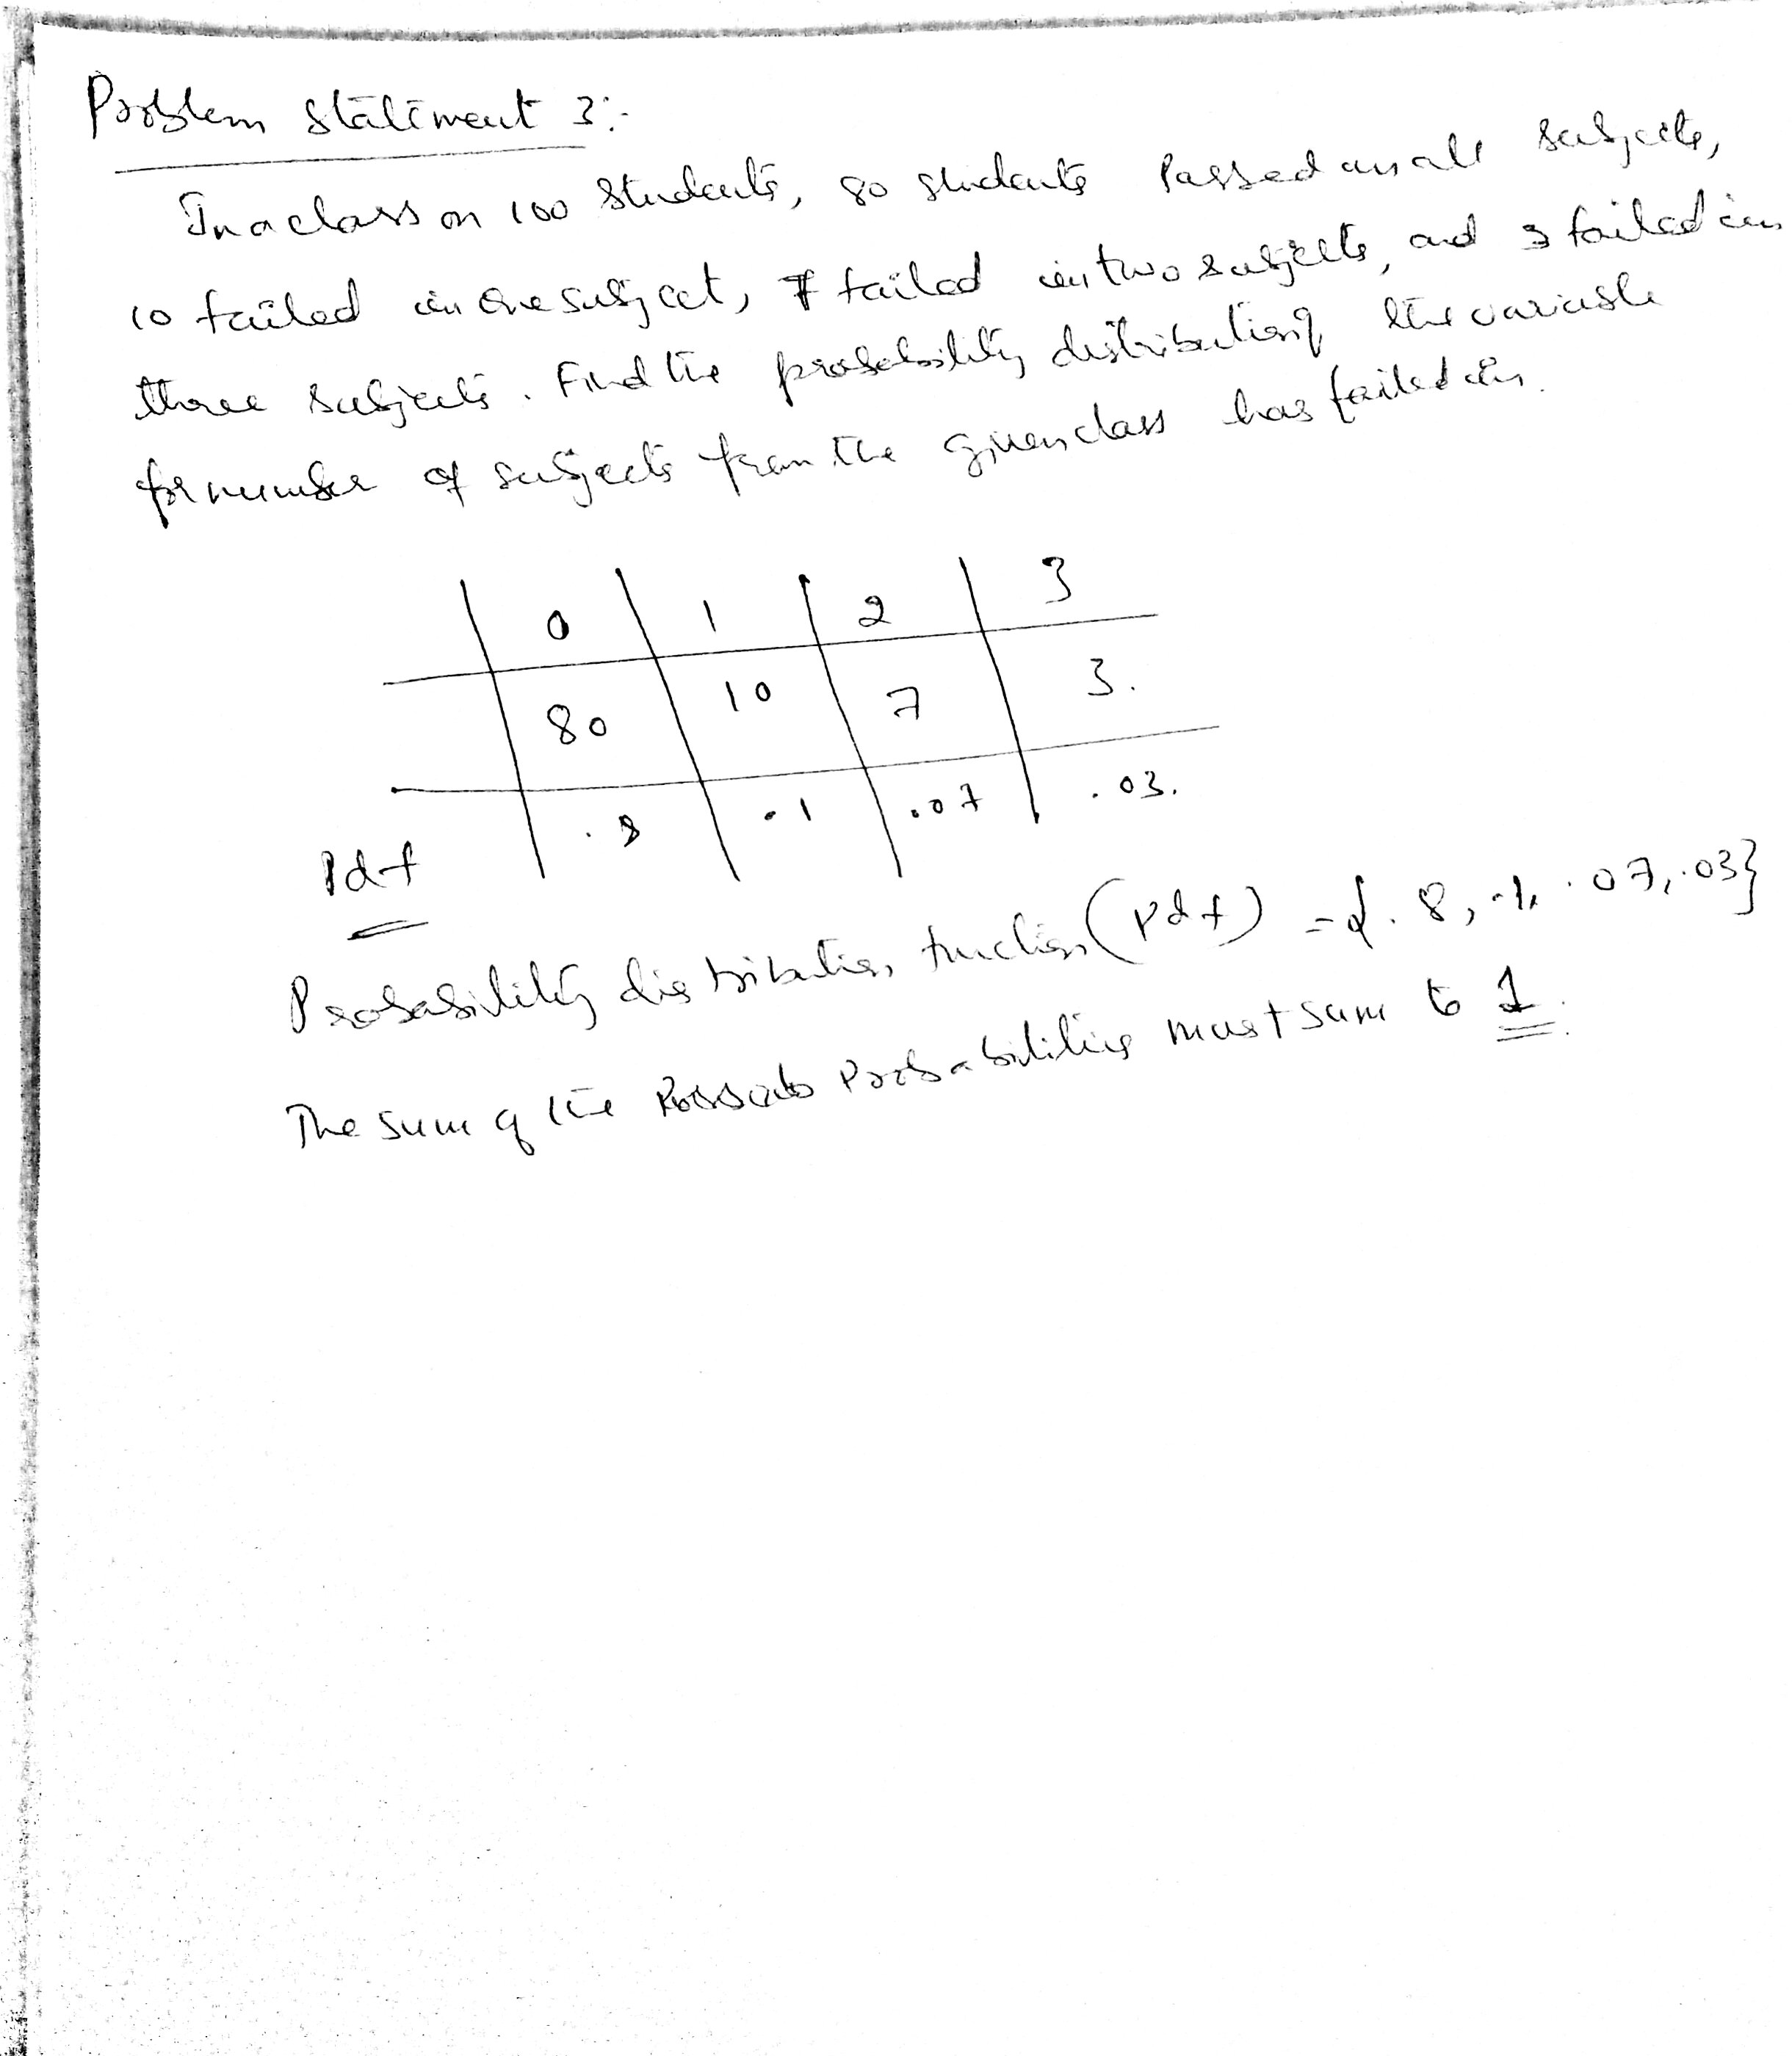 Problem Statement 3:-
In a class on 100 Students, 80 students Passed in all subjects,
10 failed in one subject, 7 failed in two subjects, and 3 failed in
three subjects. Find the probability distribution of the variable
for number of subjects from the given class has failed in.
0 1 2 3
80 10 7 3.
Pdf .8 .1 .07 .03.
Probability distribution function (Pdf) = {.8, .1, .07, .03}
The sum of the Probabilities must sum to 1.